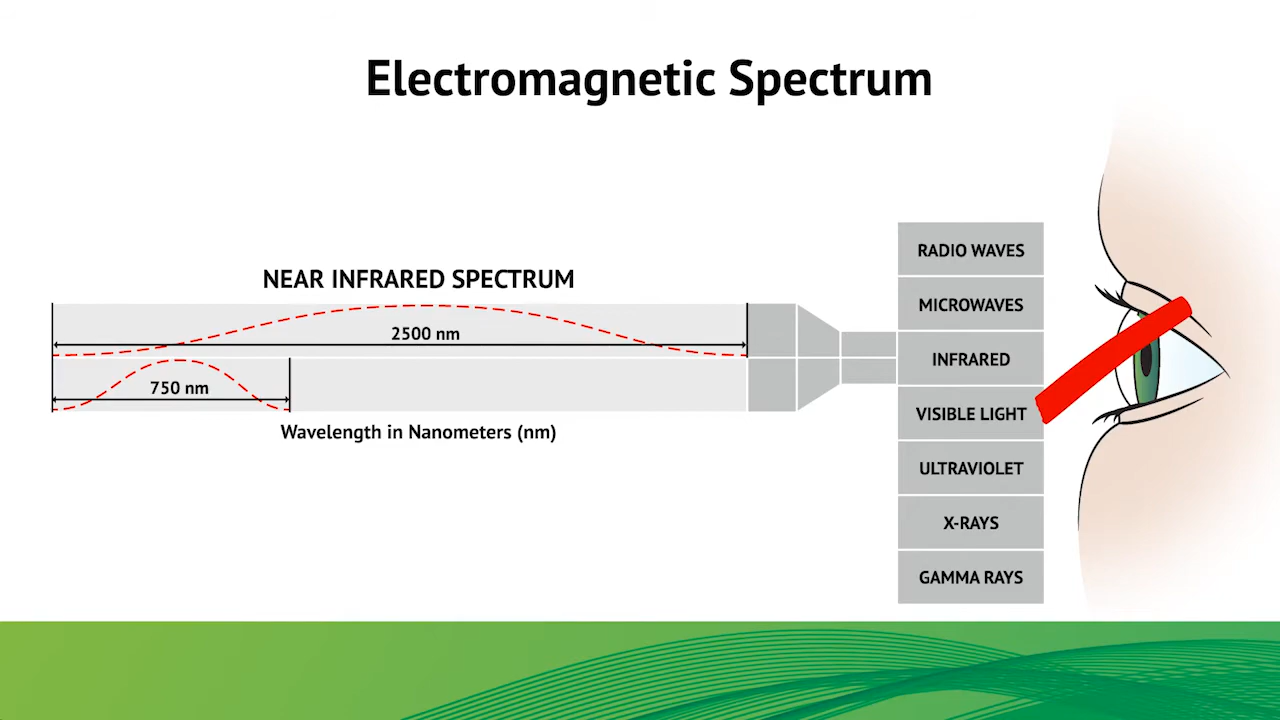 Electromagnetic Spectrum
NEAR INFRARED SPECTRUM
2500 nm
750 nm
Wavelength in Nanometers (nm)
RADIO WAVES
MICROWAVES
INFRARED
VISIBLE LIGHT
ULTRAVIOLET
X-RAYS
GAMMA RAYS